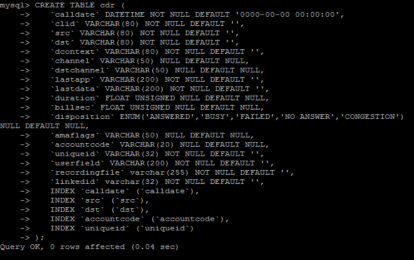 mysql> CREATE TABLE cdr (
    ->     `calldate` DATETIME NOT NULL DEFAULT '0000-00-00 00:00:00',
    ->     `clid` VARCHAR(80) NOT NULL DEFAULT '',
    ->     `src` VARCHAR(80) NOT NULL DEFAULT '',
    ->     `dst` VARCHAR(80) NOT NULL DEFAULT '',
    ->     `dcontext` VARCHAR(80) NOT NULL DEFAULT '',
    ->     `channel` VARCHAR(50) NOT NULL DEFAULT NULL,
    ->     `dstchannel` VARCHAR(50) NULL DEFAULT NULL,
    ->     `lastapp` VARCHAR(200) NOT NULL DEFAULT '',
    ->     `lastdata` VARCHAR(200) NOT NULL DEFAULT '',
    ->     `duration` FLOAT UNSIGNED NULL DEFAULT NULL,
    ->     `billsec` FLOAT UNSIGNED NULL DEFAULT NULL,
    ->     `disposition` ENUM('ANSWERED','BUSY','FAILED','NO ANSWER','CONGESTION')
NULL DEFAULT NULL,
    ->     `amaflags` VARCHAR(50) NULL DEFAULT NULL,
    ->     `accountcode` VARCHAR(20) NULL DEFAULT NULL,
    ->     `uniqueid` VARCHAR(32) NOT NULL DEFAULT '',
    ->     `userfield` VARCHAR(200) NOT NULL DEFAULT '',
    ->     `recordingfile` varchar(255) NOT NULL DEFAULT '',
    ->     `linkedid` varchar(32) NOT NULL DEFAULT '',
    ->     INDEX `calldate` (`calldate`),
    ->     INDEX `src` (`src`),
    ->     INDEX `dst` (`dst`),
    ->     INDEX `accountcode` (`accountcode`),
    ->     INDEX `uniqueid` (`uniqueid`)
    -> );
Query OK, 0 rows affected (0.04 sec)